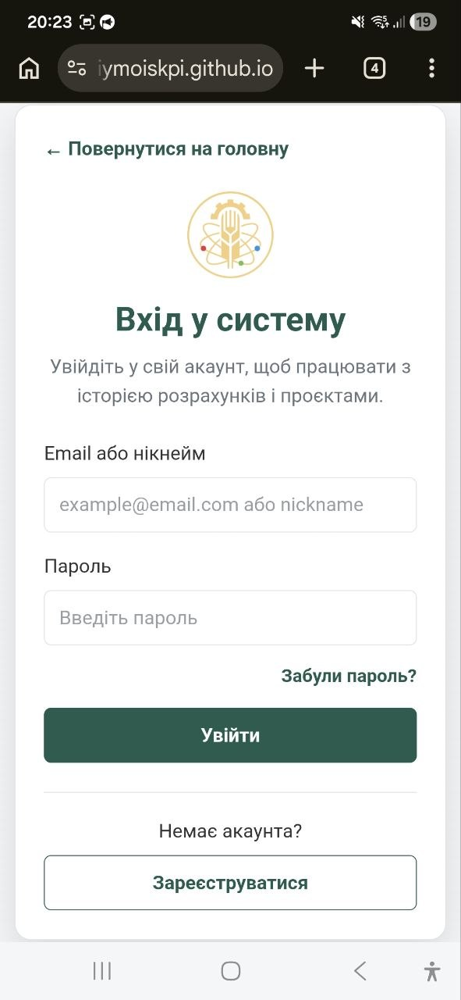 20:23
19
iymoiskpi.github.io
4
← Повернутися на головну
Вхід у систему
Увійдіть у свій акаунт, щоб працювати з
історією розрахунків і проєктами.
Email або нікнейм
example@email.com або nickname
Пароль
Введіть пароль
Забули пароль?
Увійти
Немає акаунта?
Зареєструватися